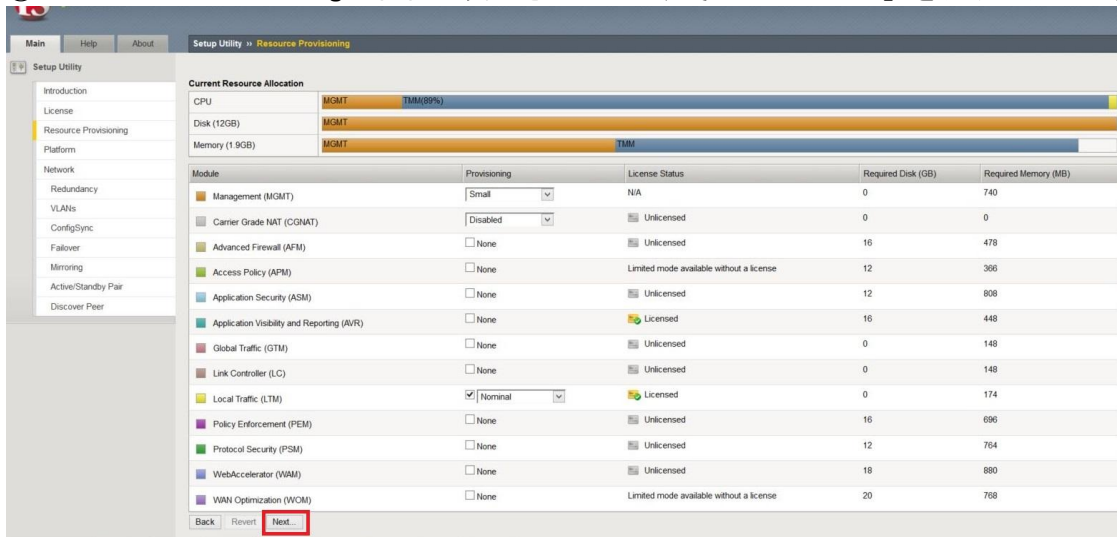 Main Help About Setup Utility » Resource Provisioning
Setup Utility
Introduction
License
Resource Provisioning
Platform
Network
Redundancy
VLANs
ConfigSync
Failover
Mirroring
Active/Standby Pair
Discover Peer
Current Resource Allocation
CPU MGMT TMM(89%)
Disk (12GB) MGMT
Memory (1.9GB) MGMT TMM
Module Provisioning License Status Required Disk (GB) Required Memory (MB)
Management (MGMT) Small N/A 0 740
Carrier Grade NAT (CGNAT) Disabled Unlicensed 0 0
Advanced Firewall (AFM) None Unlicensed 16 478
Access Policy (APM) None Limited mode available without a license 12 366
Application Security (ASM) None Unlicensed 12 808
Application Visibility and Reporting (AVR) None Licensed 16 448
Global Traffic (GTM) None Unlicensed 0 148
Link Controller (LC) None Unlicensed 0 148
Local Traffic (LTM) Nominal Licensed 0 174
Policy Enforcement (PEM) None Unlicensed 16 696
Protocol Security (PSM) None Unlicensed 12 764
WebAccelerator (WAM) None Unlicensed 18 880
WAN Optimization (WOM) None Limited mode available without a license 20 768
Back Revert Next...